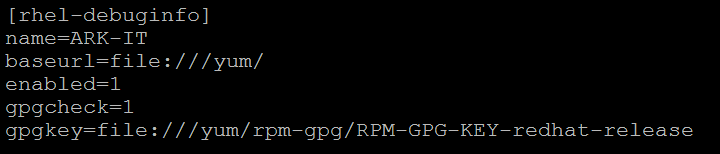 [rhel-debuginfo]
name=ARK-IT
baseurl=file:///yum/
enabled=1
gpgcheck=1
gpgkey=file:///yum/rpm-gpg/RPM-GPG-KEY-redhat-release